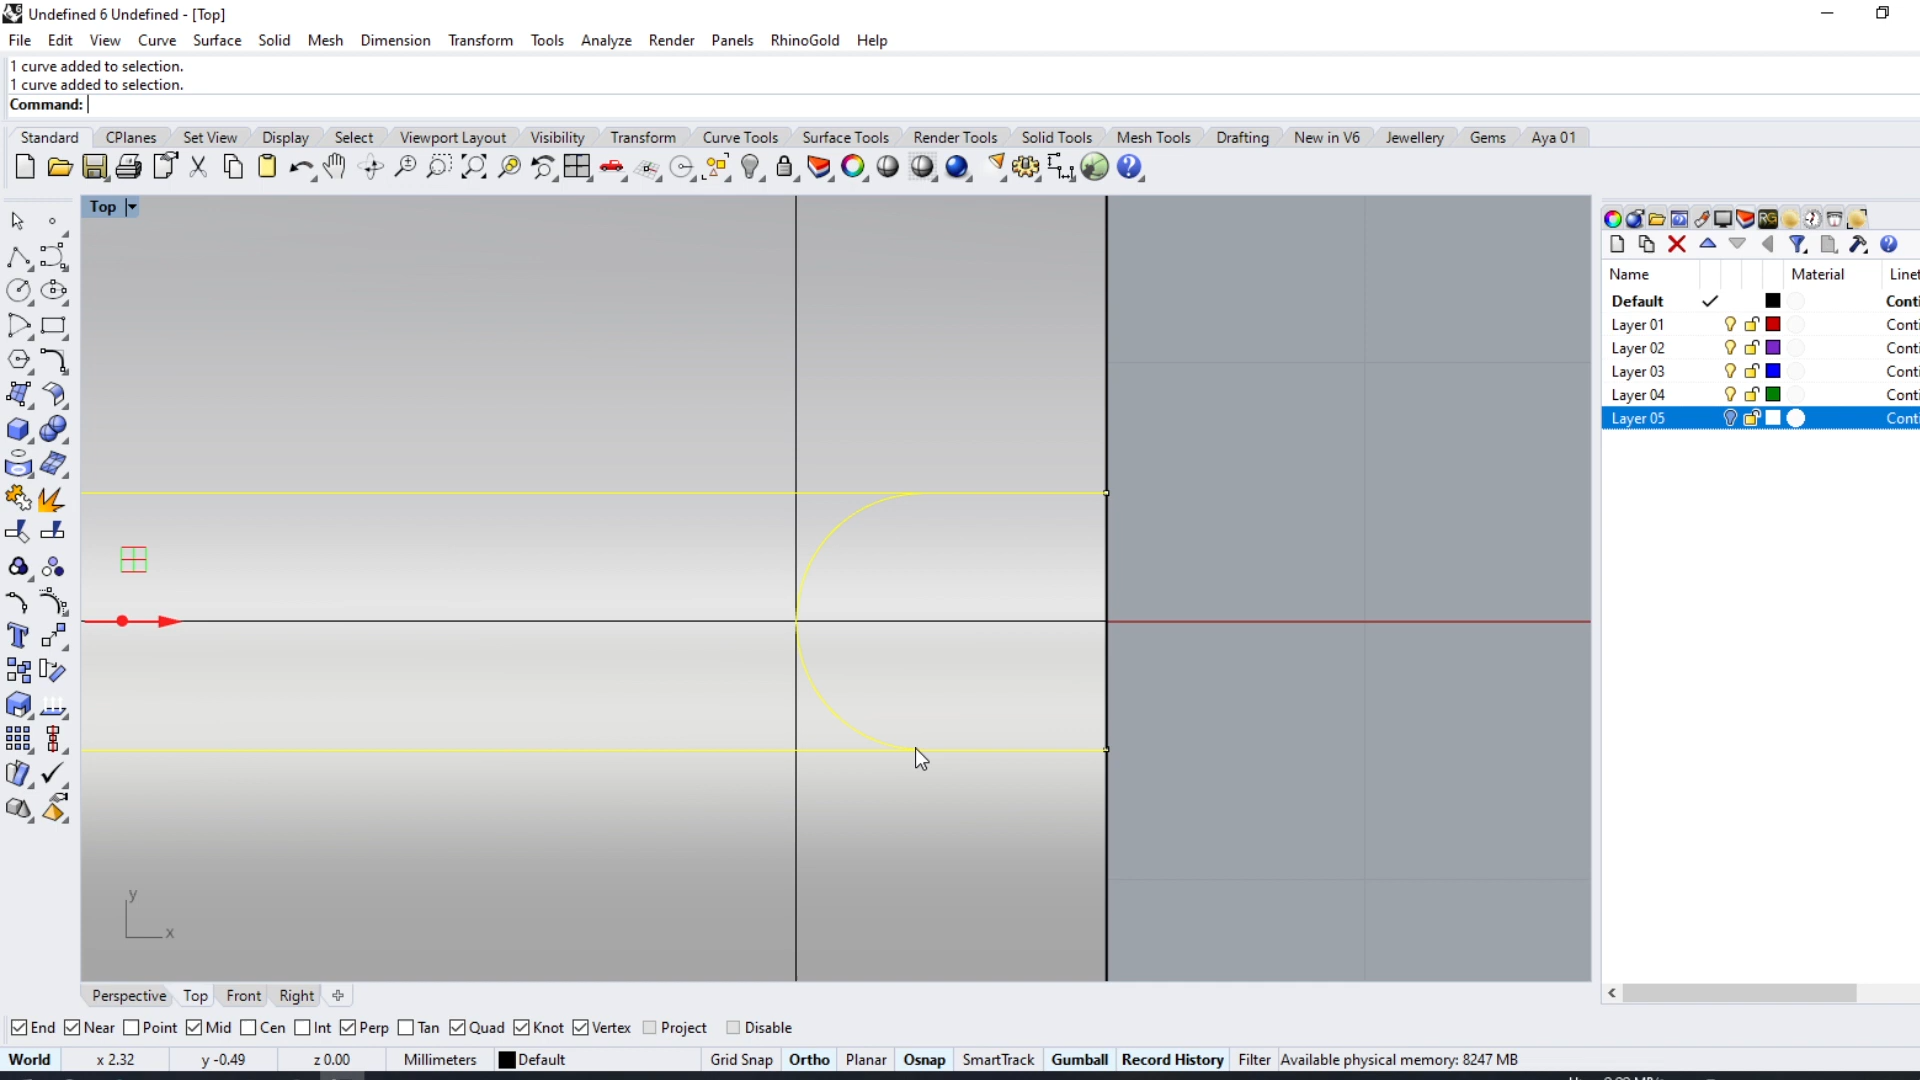 Undefined 6 Undefined - [Top]
File Edit View Curve Surface Solid Mesh Dimension Transform Tools Analyze Render Panels RhinoGold Help
1 curve added to selection.
1 curve added to selection.
Command:
Standard CPlanes Set View Display Select Viewport Layout Visibility Transform Curve Tools Surface Tools Render Tools Solid Tools Mesh Tools Drafting New in V6 Jewellery Gems Aya 01
Top
Name Material Linet
Default Conti
Layer 01 Conti
Layer 02 Conti
Layer 03 Conti
Layer 04 Conti
Layer 05 Conti
y
x
Perspective Top Front Right
End Near Point Mid Cen Int Perp Tan Quad Knot Vertex Project Disable
World x 2.32 y -0.49 z 0.00 Millimeters Default Grid Snap Ortho Planar Osnap SmartTrack Gumball Record History Filter Available physical memory: 8247 MB